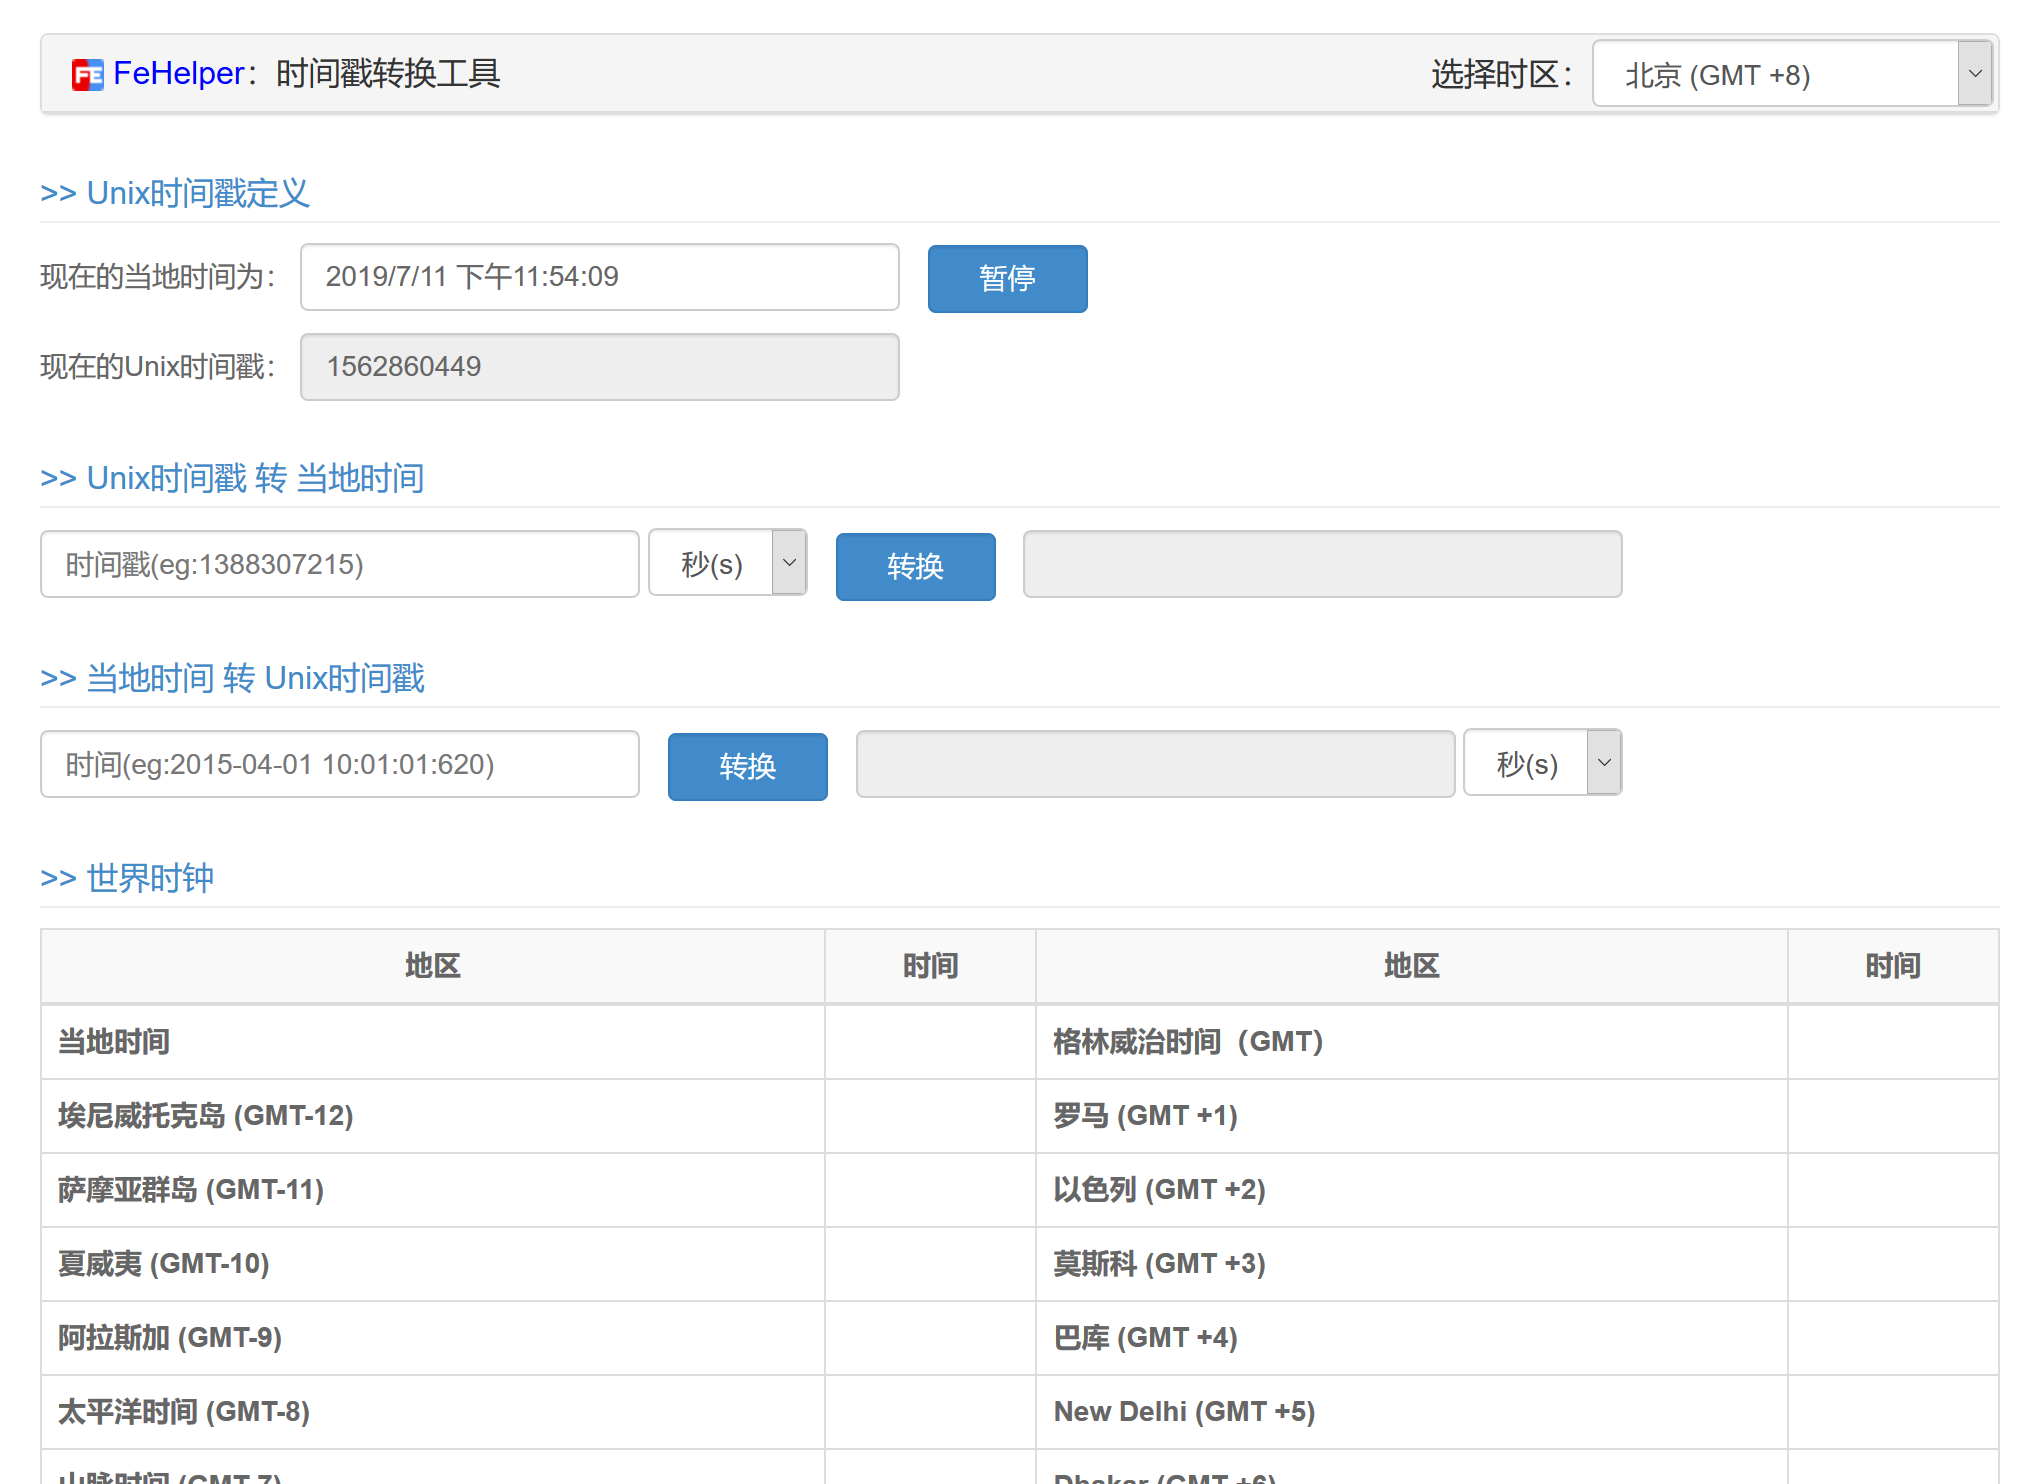 FeHelper：时间戳转换工具 选择时区： 北京 (GMT +8)
>> Unix时间戳定义
现在的当地时间为： 2019/7/11 下午11:54:09 暂停
现在的Unix时间戳： 1562860449
>> Unix时间戳 转 当地时间
时间戳(eg:1388307215) 秒(s) 转换
>> 当地时间 转 Unix时间戳
时间(eg:2015-04-01 10:01:01:620) 转换 秒(s)
>> 世界时钟
地区 时间 地区 时间
当地时间 格林威治时间（GMT）
埃尼威托克岛 (GMT-12) 罗马 (GMT +1)
萨摩亚群岛 (GMT-11) 以色列 (GMT +2)
夏威夷 (GMT-10) 莫斯科 (GMT +3)
阿拉斯加 (GMT-9) 巴库 (GMT +4)
太平洋时间 (GMT-8) New Delhi (GMT +5)
山脉时间 (GMT-7) Dhakar (GMT +6)